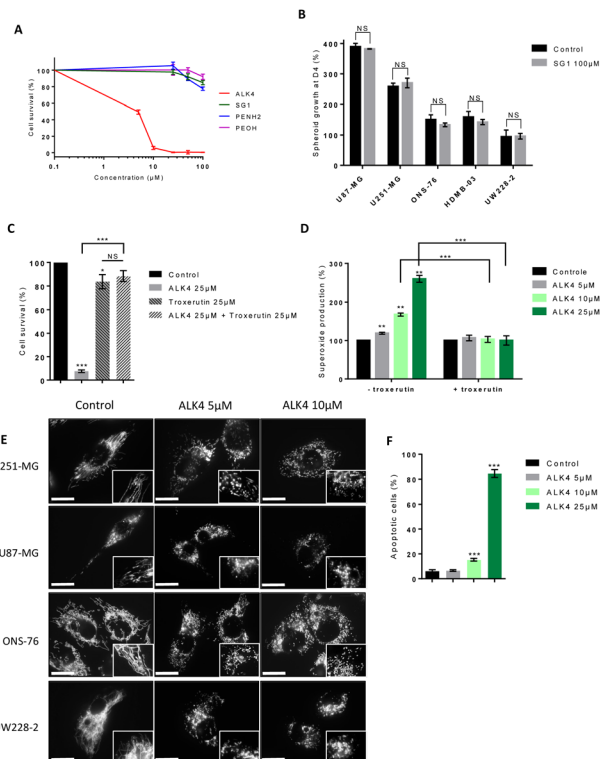 A
Cell survival (%)
100
80
60
40
20
0
0.1
1
10
100
Concentration (µM)
ALK4
SG1
PENH2
PEOH
B
Spheroid growth at D4 (%)
400
300
200
100
0
NS
NS
NS
NS
NS
U87-MG
U251-MG
ONS-76
HDMB-03
UW228-2
Control
SG1 100µM
C
Cell survival (%)
100
80
60
40
20
0
***
*
***
NS
Control
ALK4 25µM
Troxerutin 25µM
ALK4 25µM + Troxerutin 25µM
D
Superoxide production (%)
300
200
100
0
**
**
**
***
***
- troxerutin
+ troxerutin
Controle
ALK4 5µM
ALK4 10µM
ALK4 25µM
Control
ALK4 5µM
ALK4 10µM
E
251-MG
U87-MG
ONS-76
W228-2
F
Apoptotic cells (%)
100
80
60
40
20
0
***
***
Control
ALK4 5µM
ALK4 10µM
ALK4 25µM